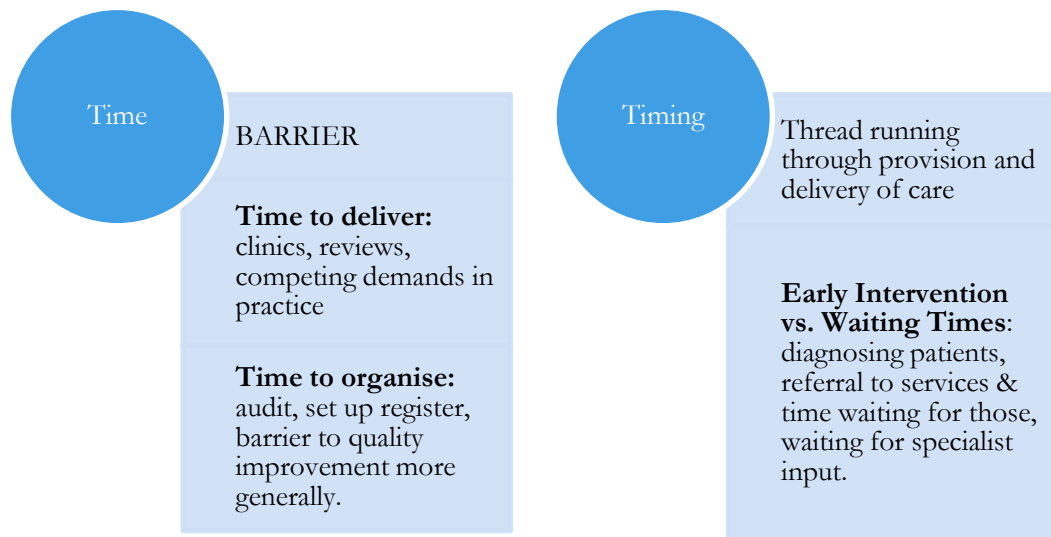 Time
BARRIER
Time to deliver:
clinics, reviews,
competing demands in
practice
Time to organise:
audit, set up register,
barrier to quality
improvement more
generally.
Timing
Thread running
through provision and
delivery of care
Early Intervention
vs. Waiting Times:
diagnosing patients,
referral to services &
time waiting for those,
waiting for specialist
input.